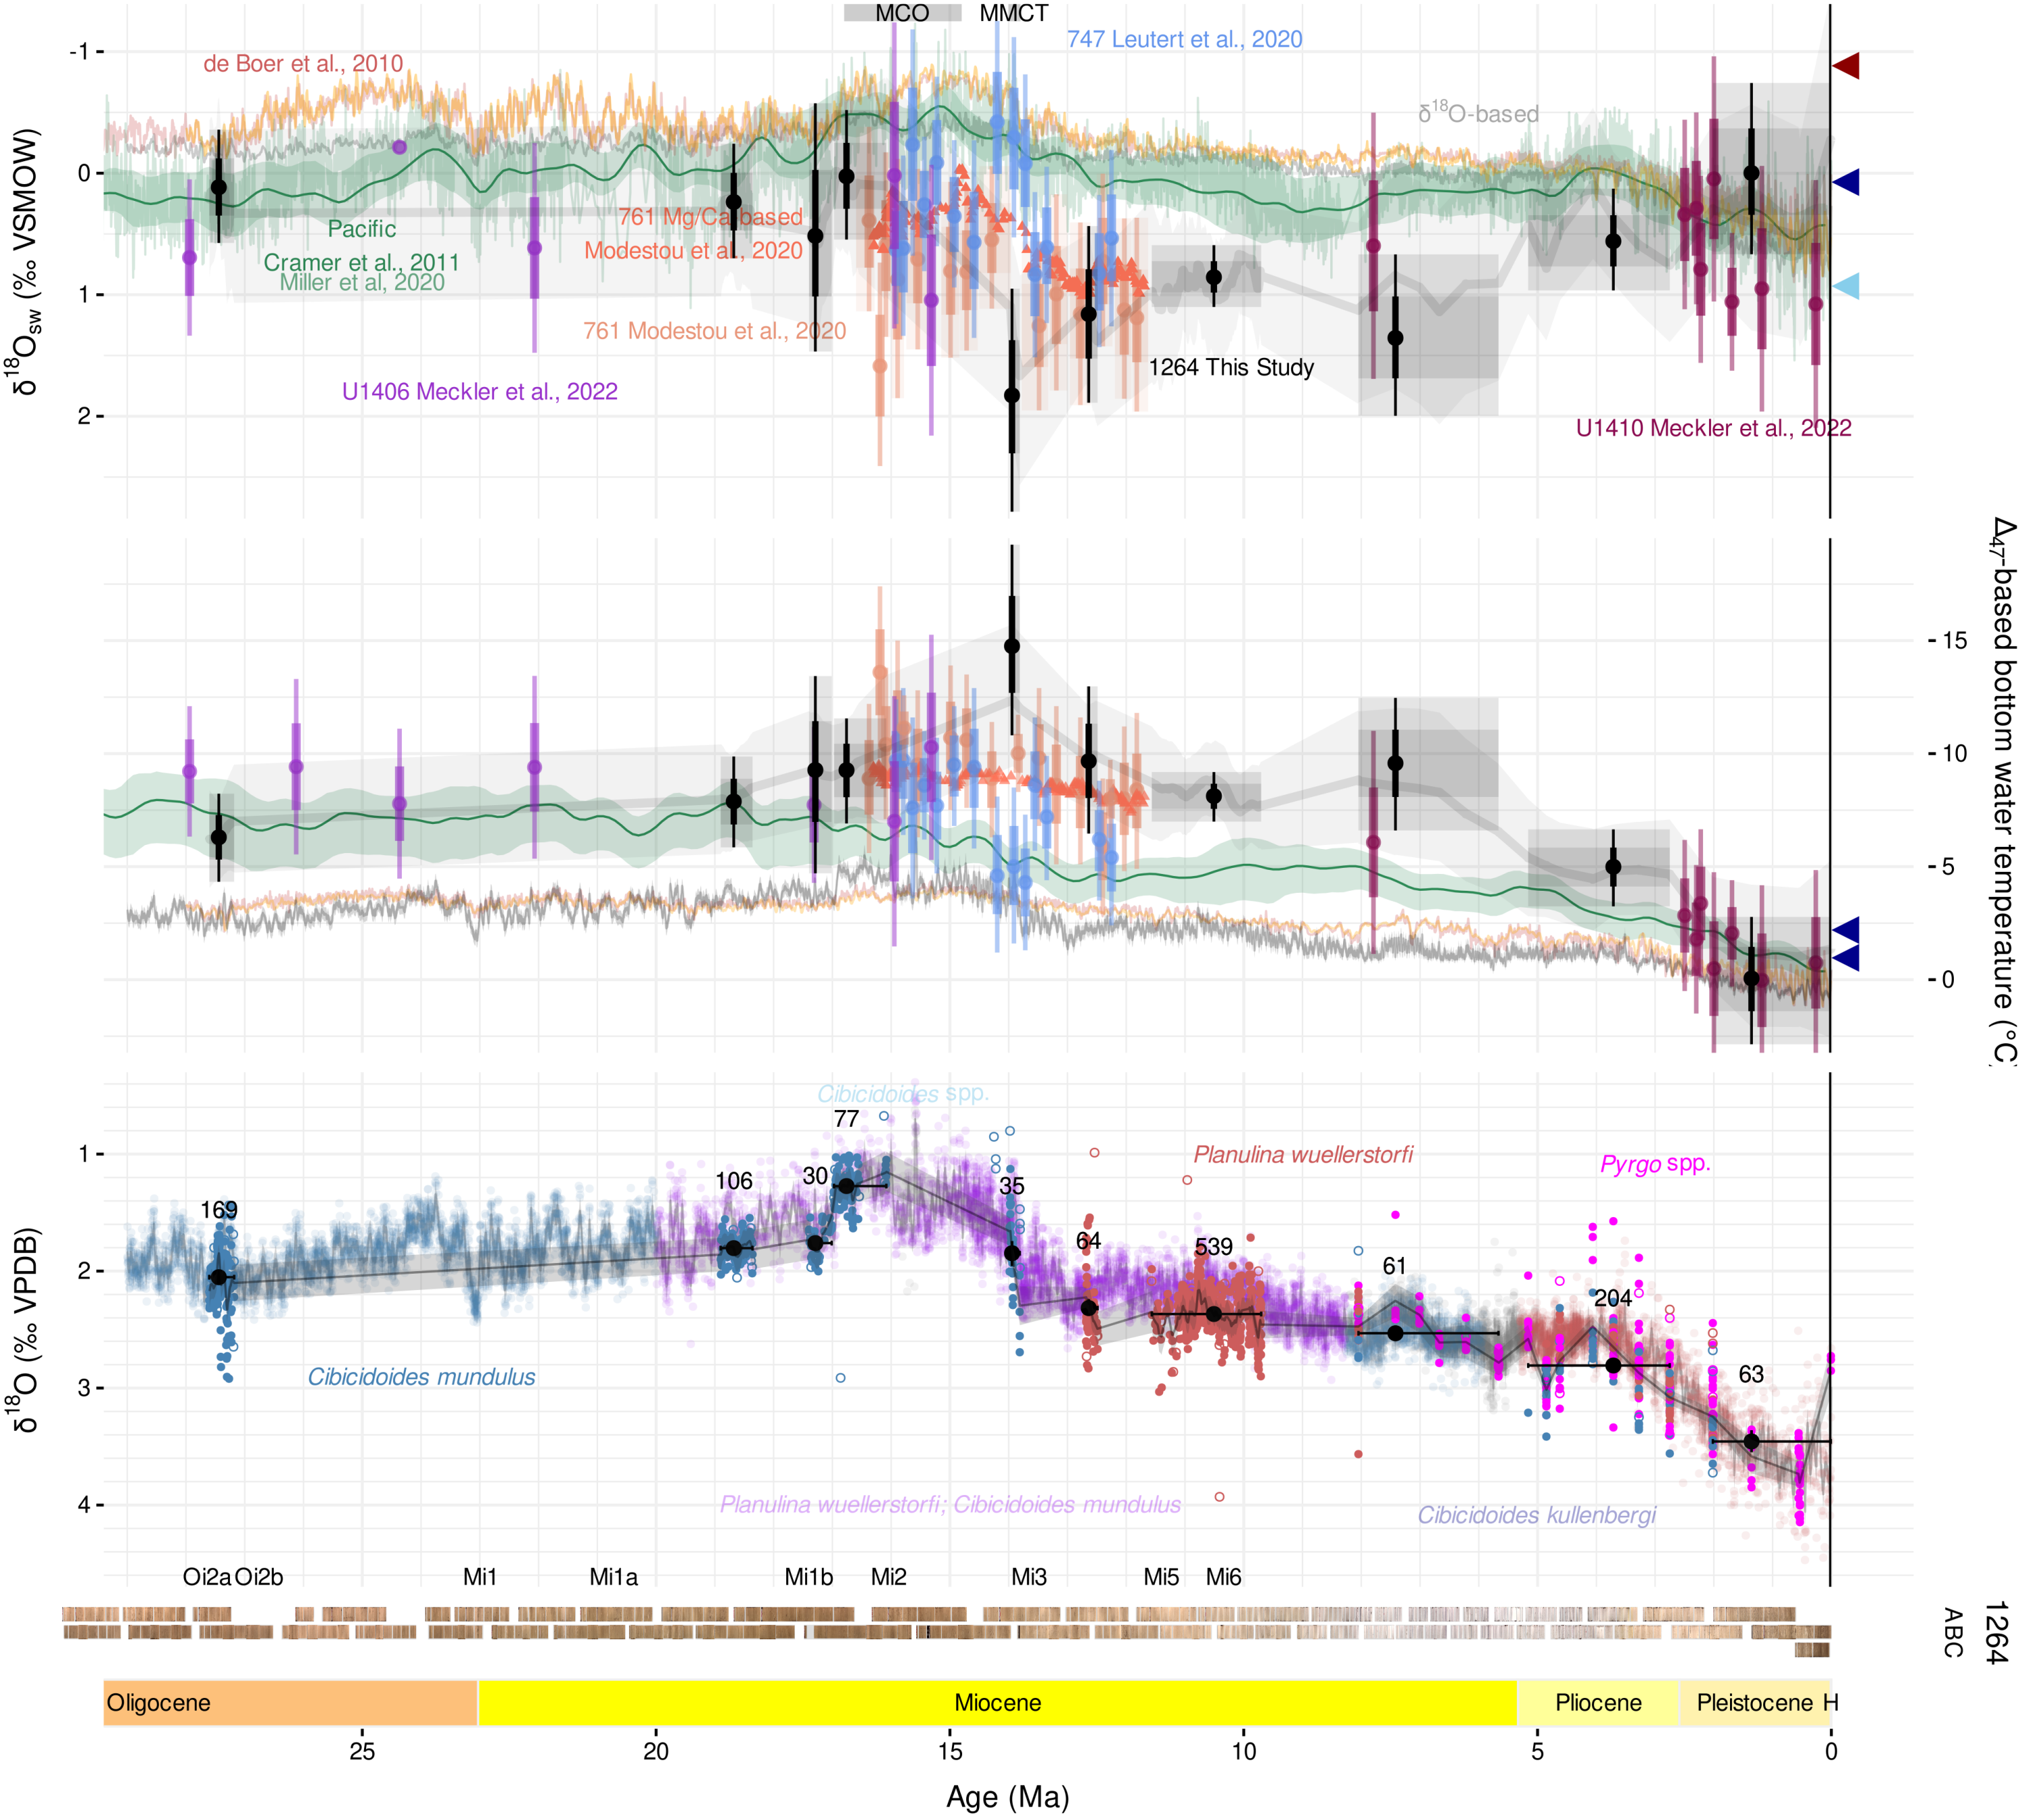 MCO MMCT
747 Leutert et al., 2020
de Boer et al., 2010
δ18O-based
761 Mg/Ca-based
Modestou et al., 2020
Pacific
Cramer et al., 2011
Miller et al, 2020
761 Modestou et al., 2020
1264 This Study
U1406 Meckler et al., 2022
U1410 Meckler et al., 2022
-1
0
1
2
δ18Osw (‰ VSMOW)
15
10
5
0
Δ47-based bottom water temperature (°C)
Cibicidoides spp.
77
Planulina wuellerstorfi
Pyrgo spp.
106
30
35
169
64
539
61
204
63
Cibicidoides mundulus
Planulina wuellerstorfi; Cibicidoides mundulus
Cibicidoides kullenbergi
1
2
3
4
δ18O (‰ VPDB)
Oi2a Oi2b Mi1 Mi1a Mi1b Mi2 Mi3 Mi5 Mi6
ABC
1264
Oligocene Miocene Pliocene Pleistocene H
25 20 15 10 5 0
Age (Ma)